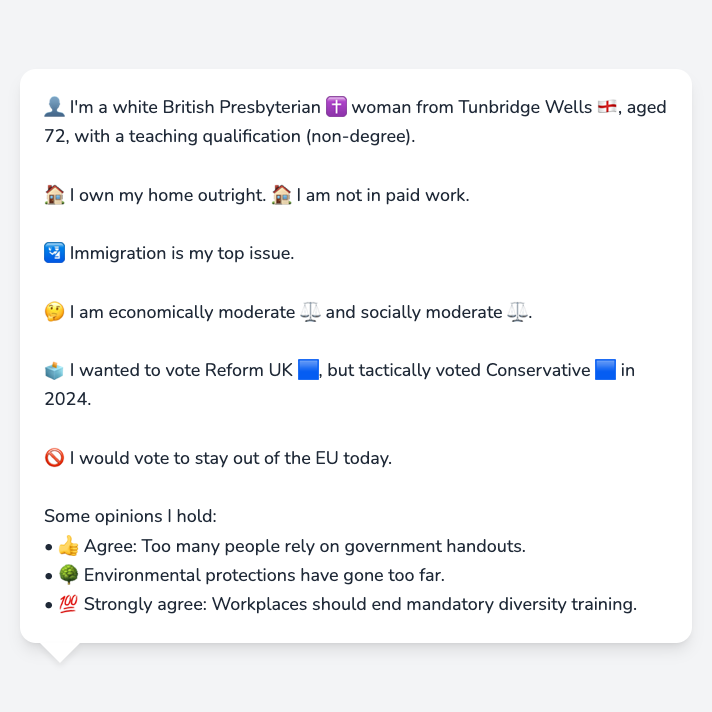 👤 I'm a white British Presbyterian ✝️ woman from Tunbridge Wells 🏴󠁧󠁢󠁥󠁮󠁧󠁿, aged
72, with a teaching qualification (non-degree).
🏠 I own my home outright. 🏠 I am not in paid work.
🛂 Immigration is my top issue.
🤔 I am economically moderate ⚖️ and socially moderate ⚖️.
🗳️ I wanted to vote Reform UK 🟦, but tactically voted Conservative 🟦 in
2024.
🚫 I would vote to stay out of the EU today.
Some opinions I hold:
• 👍 Agree: Too many people rely on government handouts.
• 🌳 Environmental protections have gone too far.
• 💯 Strongly agree: Workplaces should end mandatory diversity training.